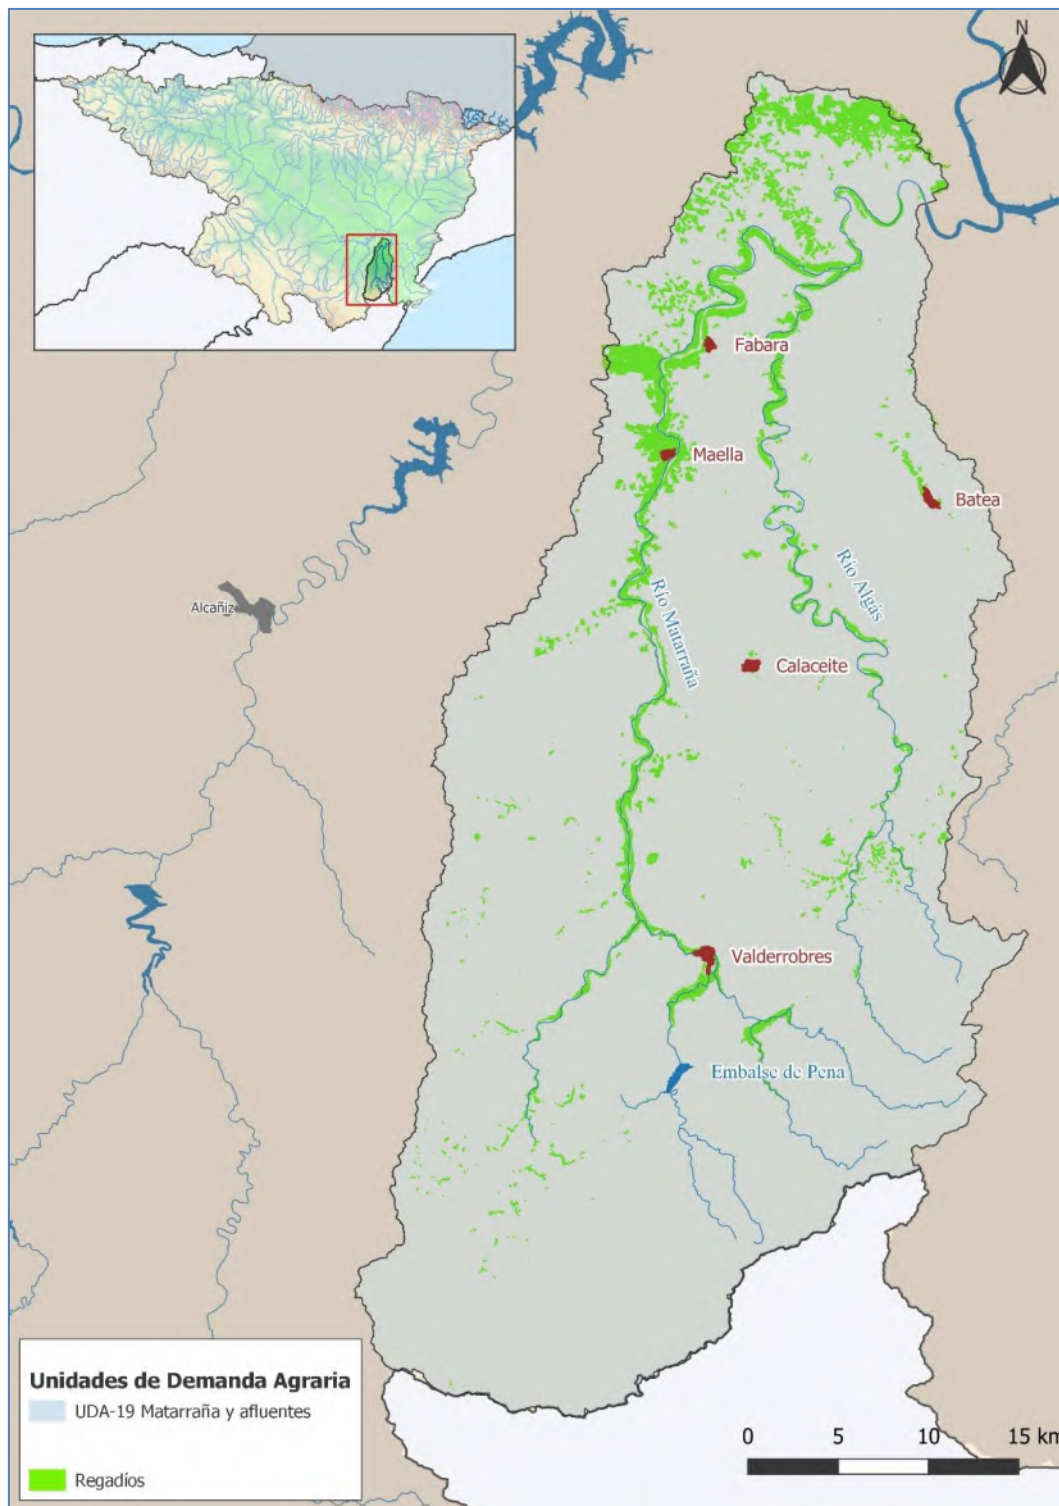 N
Fabara
Maella
Batea
Río Matarraña
Río Algás
Alcañiz
Calaceite
Valderrobres
Embalse de Pena
Unidades de Demanda Agraria
UDA-19 Matarraña y afluentes
Regadíos
0 5 10 15 km